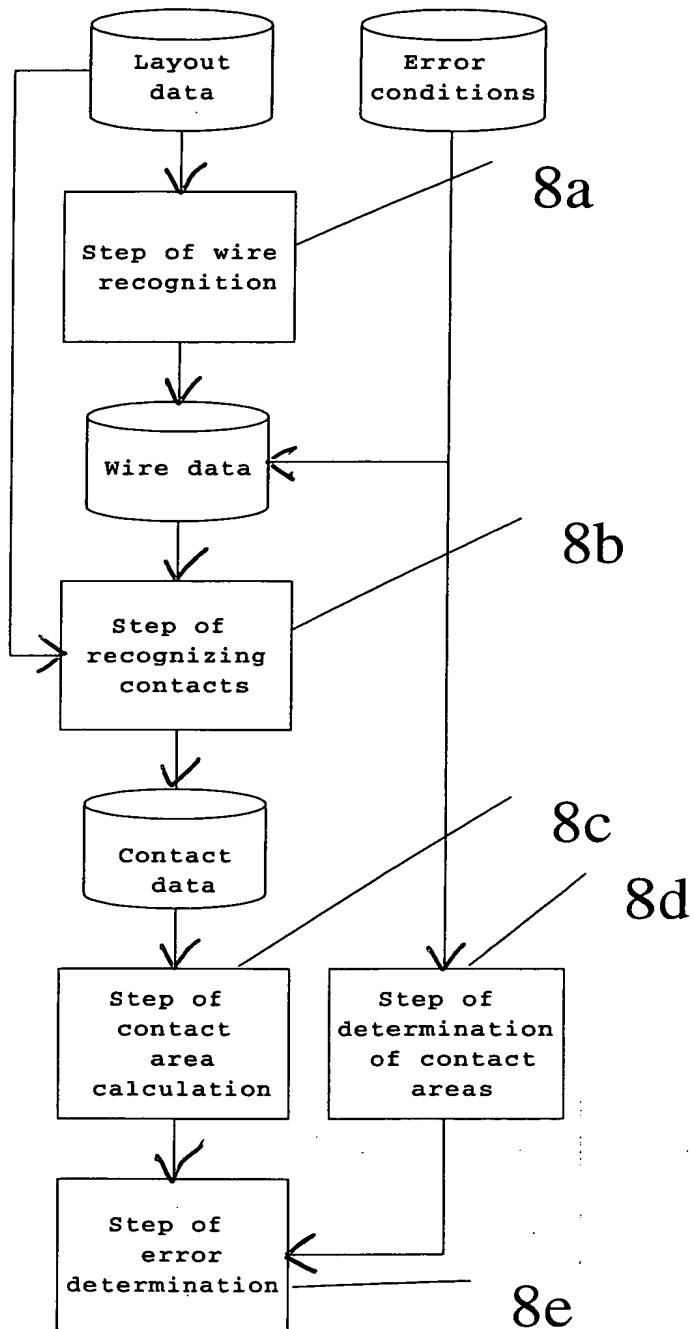 Layout
data
Error
conditions
8a
Step of wire
recognition
Wire data
8b
Step of
recognizing
contacts
Contact
data
8c
8d
Step of
contact
area
calculation
Step of
determination
of contact
areas
Step of
error
determination
8e